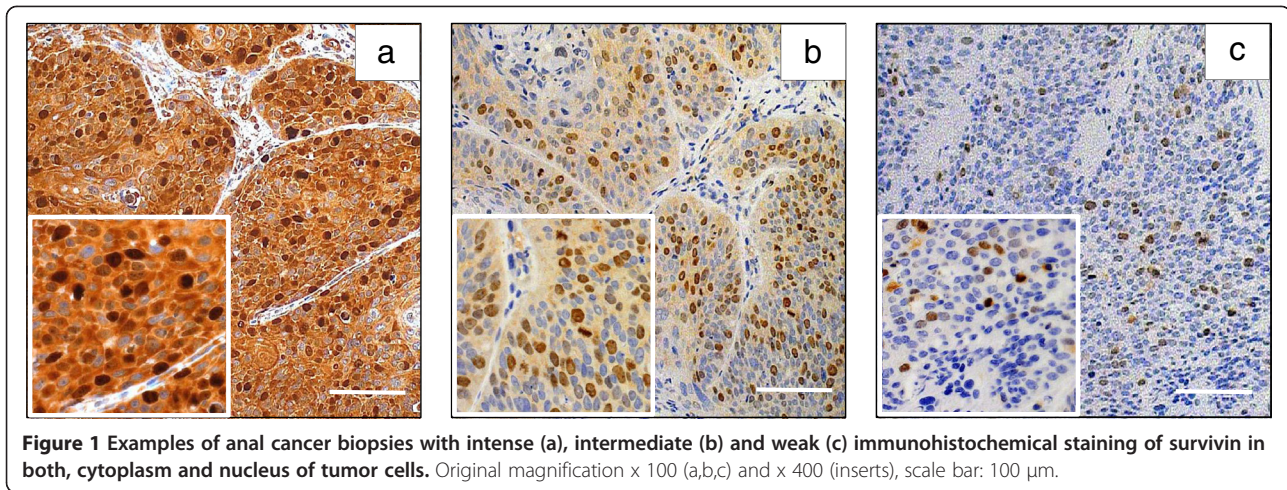 a
b
c
Figure 1 Examples of anal cancer biopsies with intense (a), intermediate (b) and weak (c) immunohistochemical staining of survivin in
both, cytoplasm and nucleus of tumor cells. Original magnification x 100 (a,b,c) and x 400 (inserts), scale bar: 100 μm.